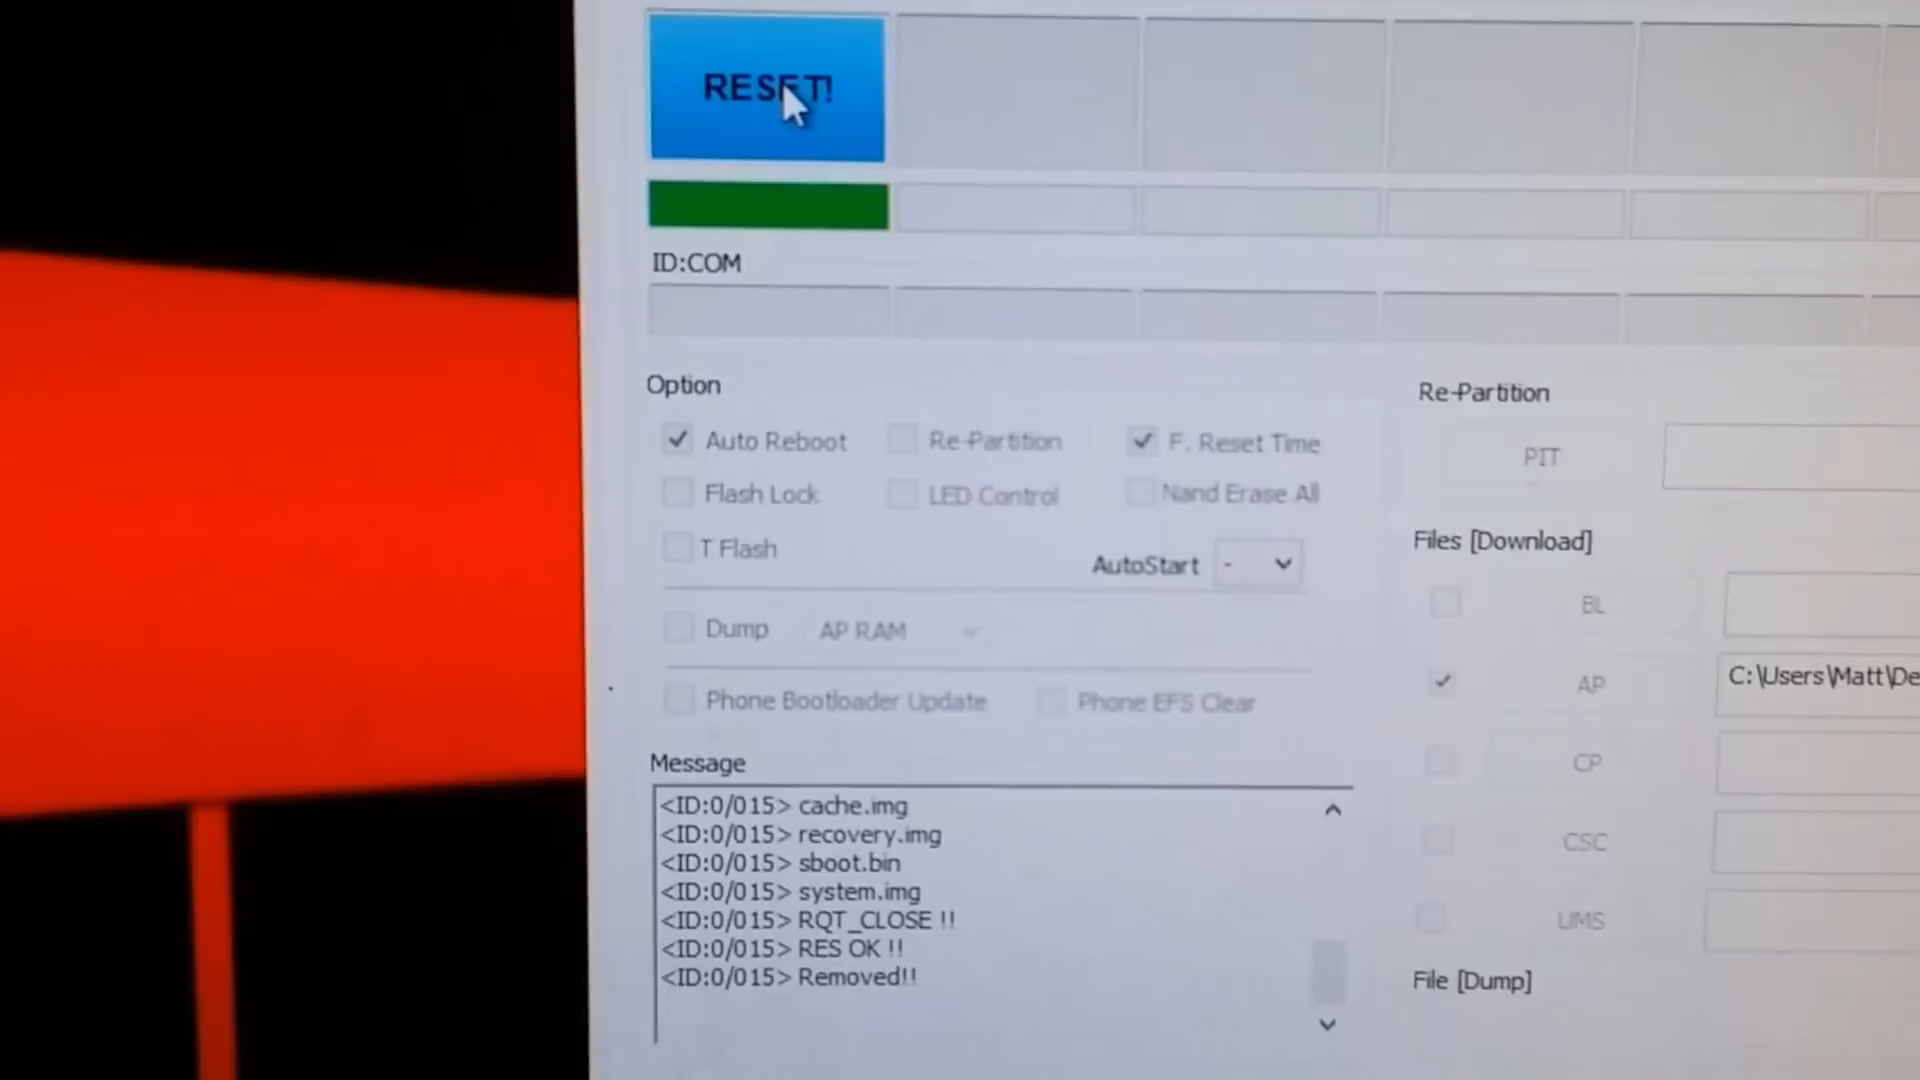 RESET!
ID:COM
Option
Auto Reboot
Re-Partition
F. Reset Time
Flash Lock
LED Control
Nand Erase All
T Flash
AutoStart
-
Dump
AP RAM
Phone Bootloader Update
Phone EFS Clear
Message
<ID:0/015> cache.img
<ID:0/015> recovery.img
<ID:0/015> sboot.bin
<ID:0/015> system.img
<ID:0/015> RQT_CLOSE !!
<ID:0/015> RES OK !!
<ID:0/015> Removed!!
Re-Partition
PIT
Files [Download]
BL
AP
C:\Users\Matt\De
CP
CSC
UMS
File [Dump]